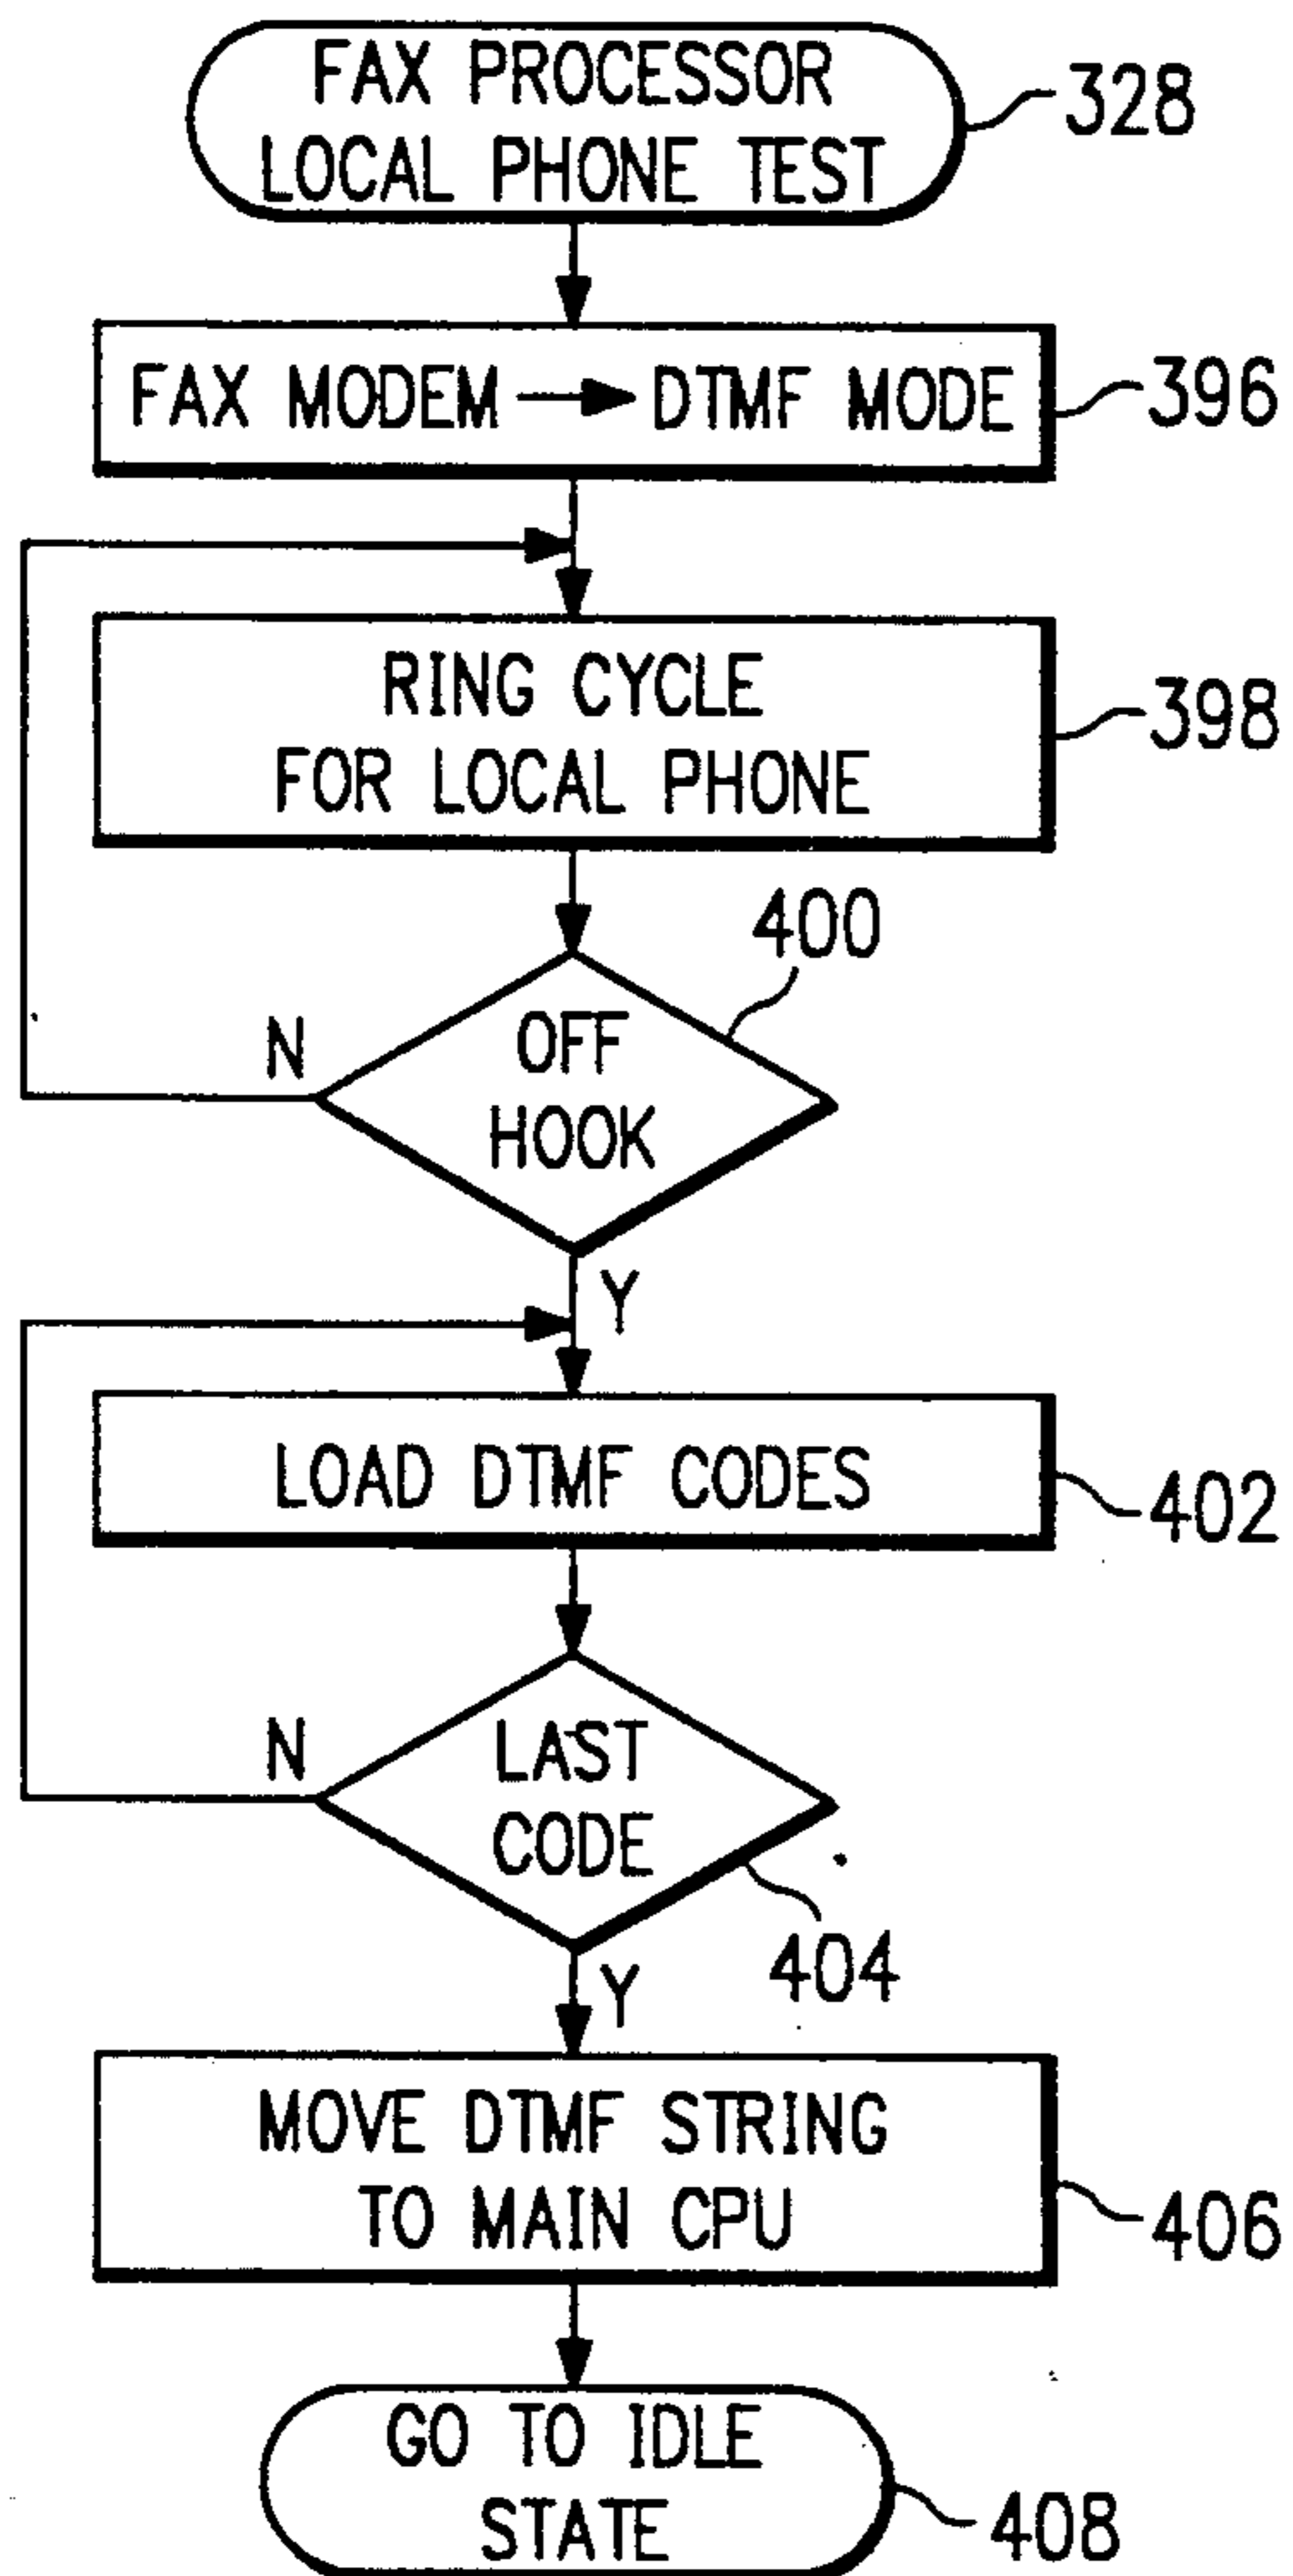 FAX PROCESSOR
LOCAL PHONE TEST
328
FAX MODEM → DTMF MODE
396
RING CYCLE
FOR LOCAL PHONE
398
400
OFF
HOOK
N
Y
LOAD DTMF CODES
402
LAST
CODE
N
404
Y
MOVE DTMF STRING
TO MAIN CPU
406
GO TO IDLE
STATE
408